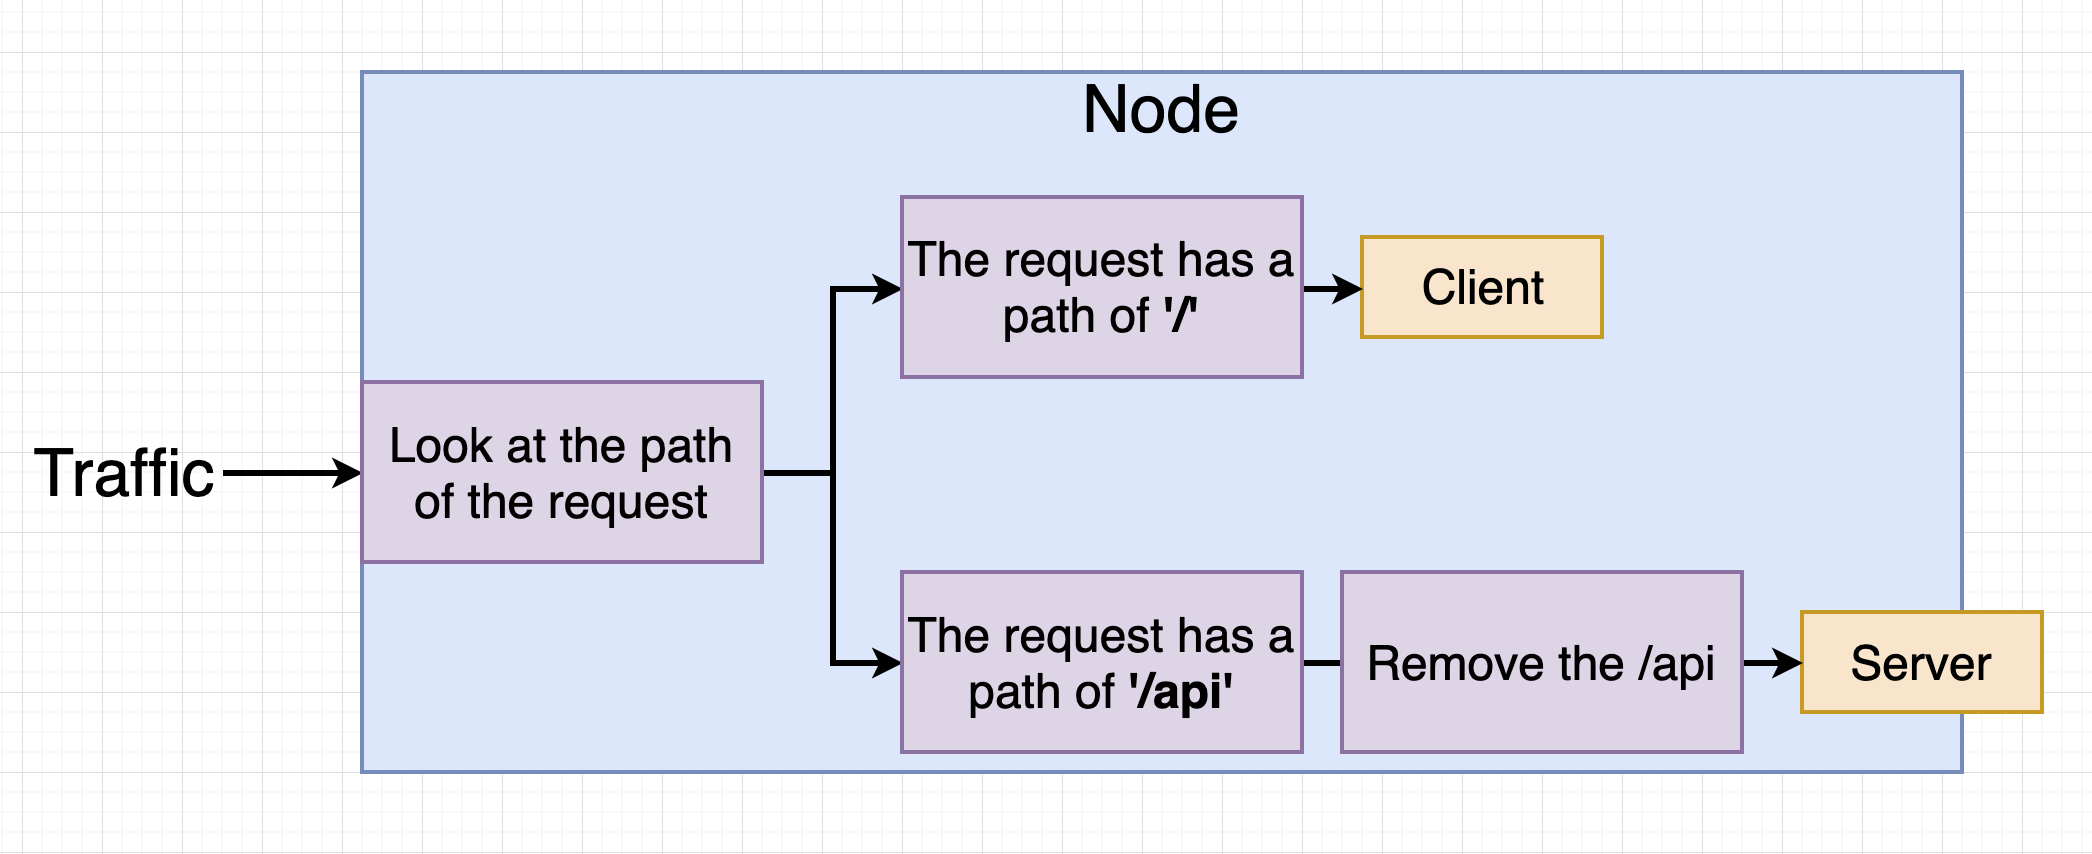 Node
The request has a
path of '/'
Client
Traffic
Look at the path
of the request
The request has a
path of '/api'
Remove the /api
Server